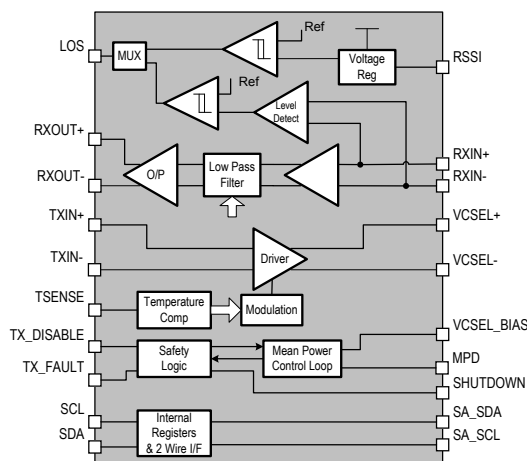 LOS
MUX
Ref
Voltage
Reg
RSSI
Ref
Level
Detect
RXOUT+
RXOUT-
O/P
Low Pass
Filter
RXIN+
RXIN-
TXIN+
TXIN-
Driver
VCSEL+
VCSEL-
TSENSE
Temperature
Comp
Modulation
TX_DISABLE
TX_FAULT
Safety
Logic
Mean Power
Control Loop
VCSEL_BIAS
MPD
SHUTDOWN
SCL
SDA
Internal
Registers
& 2 Wire I/F
SA_SDA
SA_SCL